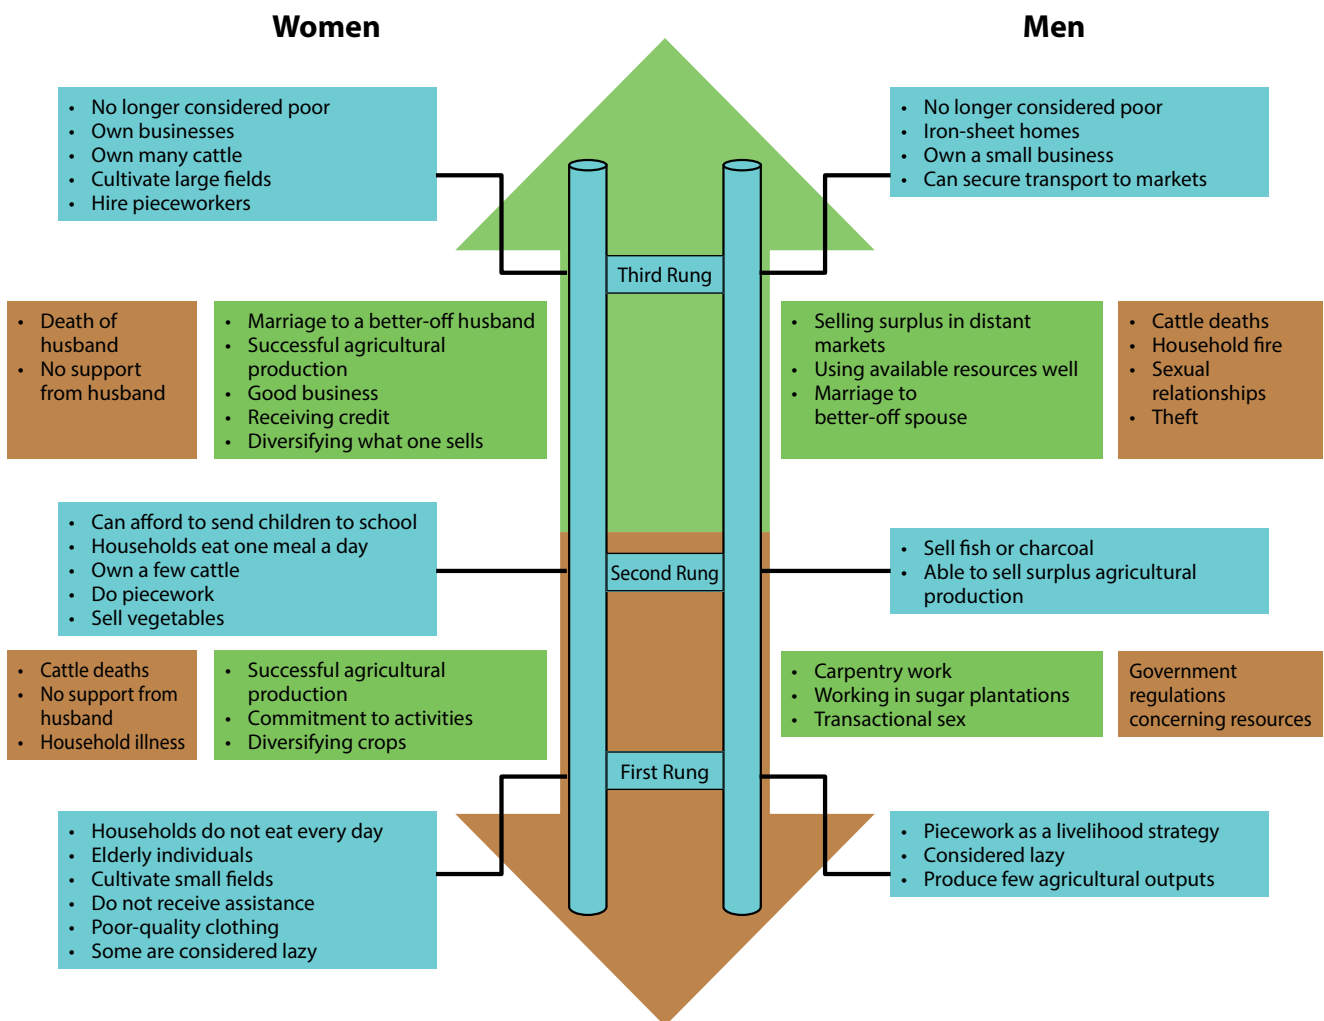 Women
Men
• No longer considered poor
• Own businesses
• Own many cattle
• Cultivate large fields
• Hire pieceworkers
• No longer considered poor
• Iron-sheet homes
• Own a small business
• Can secure transport to markets
Third Rung
• Death of
husband
• No support
from husband
• Marriage to a better-off husband
• Successful agricultural
production
• Good business
• Receiving credit
• Diversifying what one sells
• Selling surplus in distant
markets
• Using available resources well
• Marriage to
better-off spouse
• Cattle deaths
• Household fire
• Sexual
relationships
• Theft
• Can afford to send children to school
• Households eat one meal a day
• Own a few cattle
• Do piecework
• Sell vegetables
Second Rung
• Sell fish or charcoal
• Able to sell surplus agricultural
production
• Cattle deaths
• No support from
husband
• Household illness
• Successful agricultural
production
• Commitment to activities
• Diversifying crops
• Carpentry work
• Working in sugar plantations
• Transactional sex
Government
regulations
concerning resources
First Rung
• Households do not eat every day
• Elderly individuals
• Cultivate small fields
• Do not receive assistance
• Poor-quality clothing
• Some are considered lazy
• Piecework as a livelihood strategy
• Considered lazy
• Produce few agricultural outputs